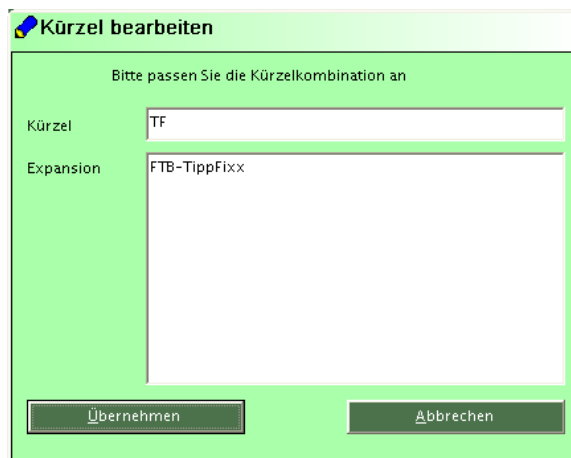 Kürzel bearbeiten
Bitte passen Sie die Kürzelkombination an
Kürzel TF
Expansion FTB-TippFixx
Übernehmen Abbrechen